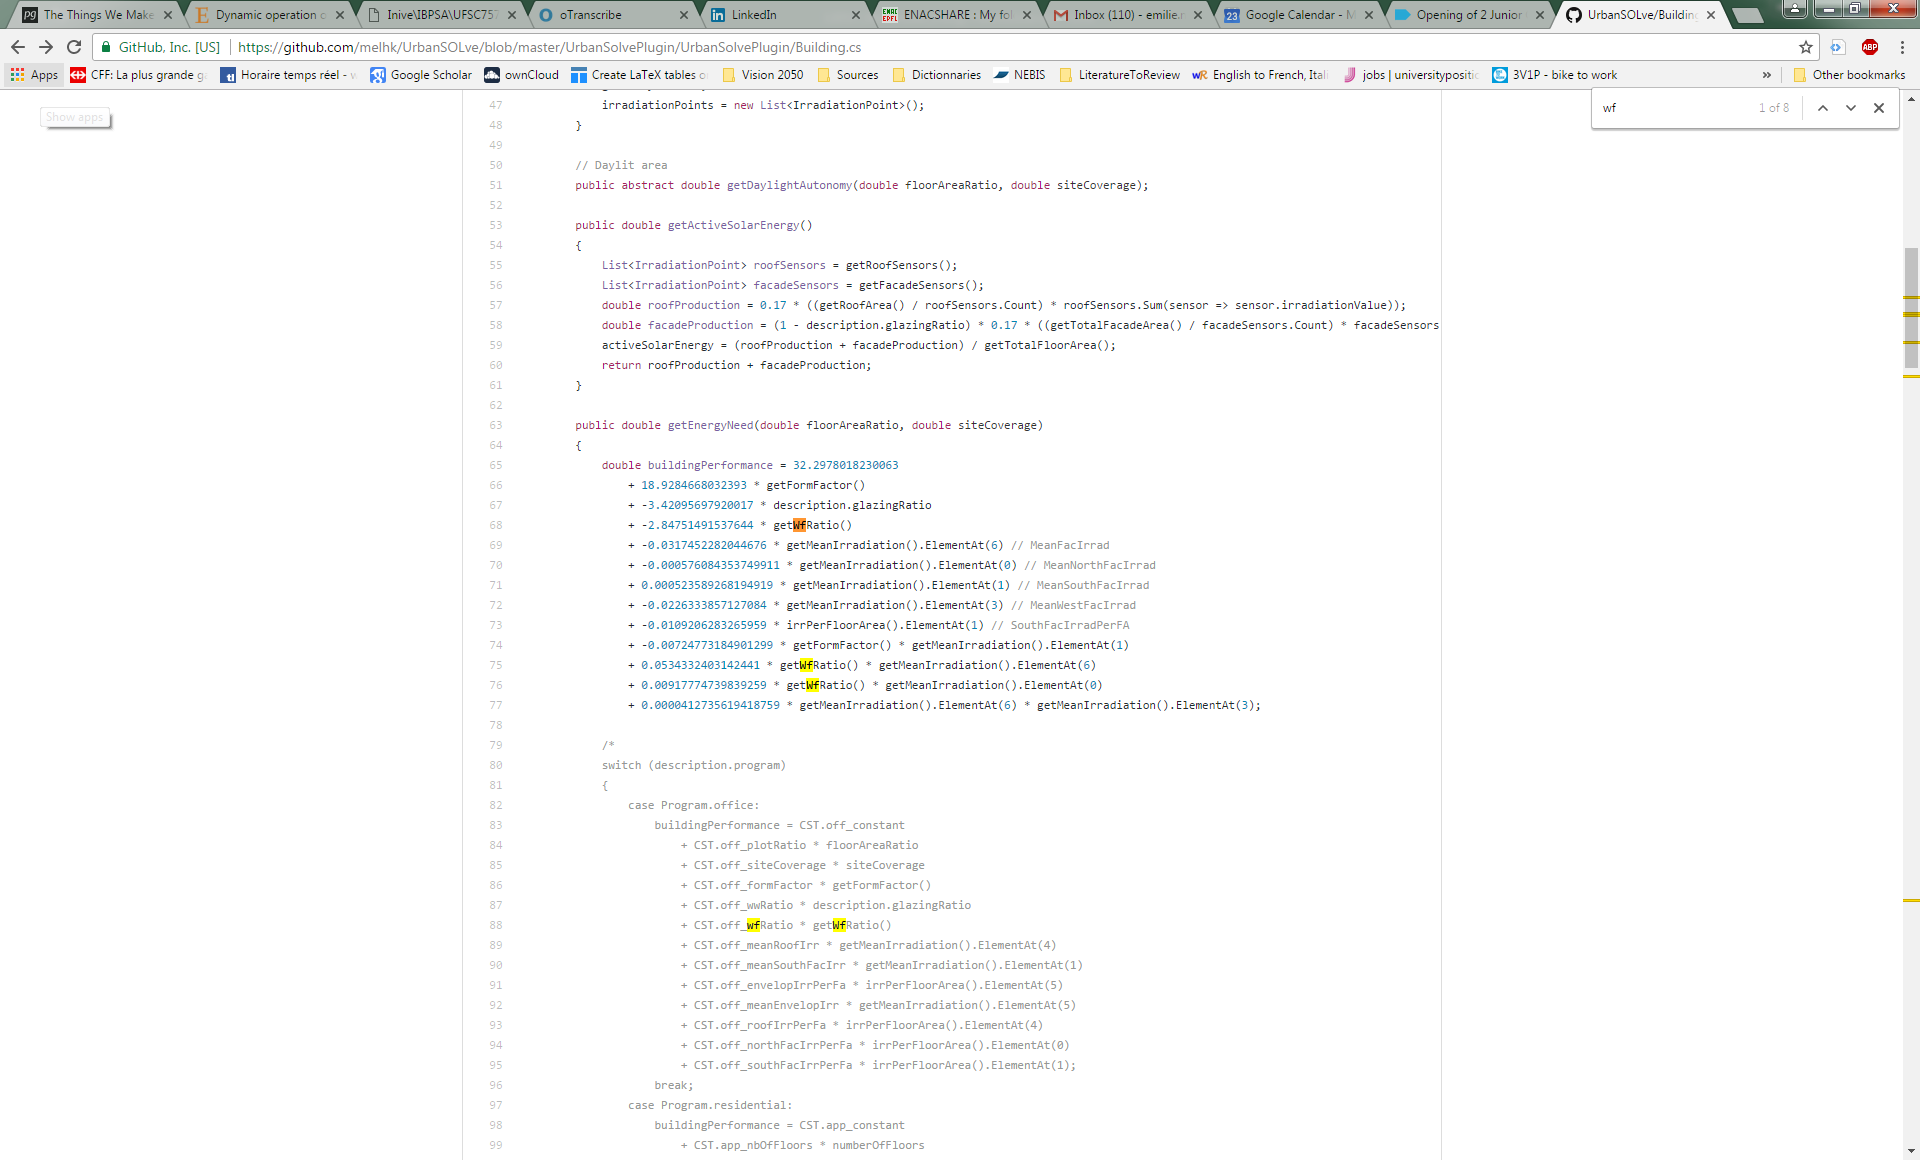 The Things We Make
Dynamic operation o
Inive\IBPSA\UFSC757
oTranscribe
LinkedIn
ENACSHARE : My fo
Inbox (110) - emilie.n
Google Calendar - M
Opening of 2 Junior
UrbanSOLve/Building
GitHub, Inc. [US] https://github.com/melhk/UrbanSOLve/blob/master/UrbanSolvePlugin/UrbanSolvePlugin/Building.cs
Apps CFF: La plus grande g Horaire temps réel - Google Scholar ownCloud Create LaTeX tables o Vision 2050 Sources Dictionnaries NEBIS LiteratureToReview English to French, Ital jobs | universitypositic 3V1P - bike to work » Other bookmarks
Show apps
wf 1 of 8
47 irradiationPoints = new List<IrradiationPoint>();
48 }
49
50 // Daylit area
51 public abstract double getDaylightAutonomy(double floorAreaRatio, double siteCoverage);
52
53 public double getActiveSolarEnergy()
54 {
55 List<IrradiationPoint> roofSensors = getRoofSensors();
56 List<IrradiationPoint> facadeSensors = getFacadeSensors();
57 double roofProduction = 0.17 * ((getRoofArea() / roofSensors.Count) * roofSensors.Sum(sensor => sensor.irradiationValue));
58 double facadeProduction = (1 - description.glazingRatio) * 0.17 * ((getTotalFacadeArea() / facadeSensors.Count) * facadeSensors
59 activeSolarEnergy = (roofProduction + facadeProduction) / getTotalFloorArea();
60 return roofProduction + facadeProduction;
61 }
62
63 public double getEnergyNeed(double floorAreaRatio, double siteCoverage)
64 {
65 double buildingPerformance = 32.2978018230063
66 + 18.9284668032393 * getFormFactor()
67 + -3.42095697920017 * description.glazingRatio
68 + -2.84751491537644 * getWfRatio()
69 + -0.0317452282044676 * getMeanIrradiation().ElementAt(6) // MeanFacIrrad
70 + -0.000576084353749911 * getMeanIrradiation().ElementAt(0) // MeanNorthFacIrrad
71 + 0.000523589268194919 * getMeanIrradiation().ElementAt(1) // MeanSouthFacIrrad
72 + -0.0226333857127084 * getMeanIrradiation().ElementAt(3) // MeanWestFacIrrad
73 + -0.0109206283265959 * irrPerFloorArea().ElementAt(1) // SouthFacIrradPerFA
74 + -0.00724773184901299 * getFormFactor() * getMeanIrradiation().ElementAt(1)
75 + 0.0534332403142441 * getWfRatio() * getMeanIrradiation().ElementAt(6)
76 + 0.00917774739839259 * getWfRatio() * getMeanIrradiation().ElementAt(0)
77 + 0.0000412735619418759 * getMeanIrradiation().ElementAt(6) * getMeanIrradiation().ElementAt(3);
78
79 /*
80 switch (description.program)
81 {
82 case Program.office:
83 buildingPerformance = CST.off_constant
84 + CST.off_plotRatio * floorAreaRatio
85 + CST.off_siteCoverage * siteCoverage
86 + CST.off_formFactor * getFormFactor()
87 + CST.off_wwRatio * description.glazingRatio
88 + CST.off_wfRatio * getWfRatio()
89 + CST.off_meanRoofIrr * getMeanIrradiation().ElementAt(4)
90 + CST.off_meanSouthFacIrr * getMeanIrradiation().ElementAt(1)
91 + CST.off_envelopIrrPerFa * irrPerFloorArea().ElementAt(5)
92 + CST.off_meanEnvelopIrr * getMeanIrradiation().ElementAt(5)
93 + CST.off_roofIrrPerFa * irrPerFloorArea().ElementAt(4)
94 + CST.off_northFacIrrPerFa * irrPerFloorArea().ElementAt(0)
95 + CST.off_southFacIrrPerFa * irrPerFloorArea().ElementAt(1);
96 break;
97 case Program.residential:
98 buildingPerformance = CST.app_constant
99 + CST.app_nbOfFloors * numberOfFloors